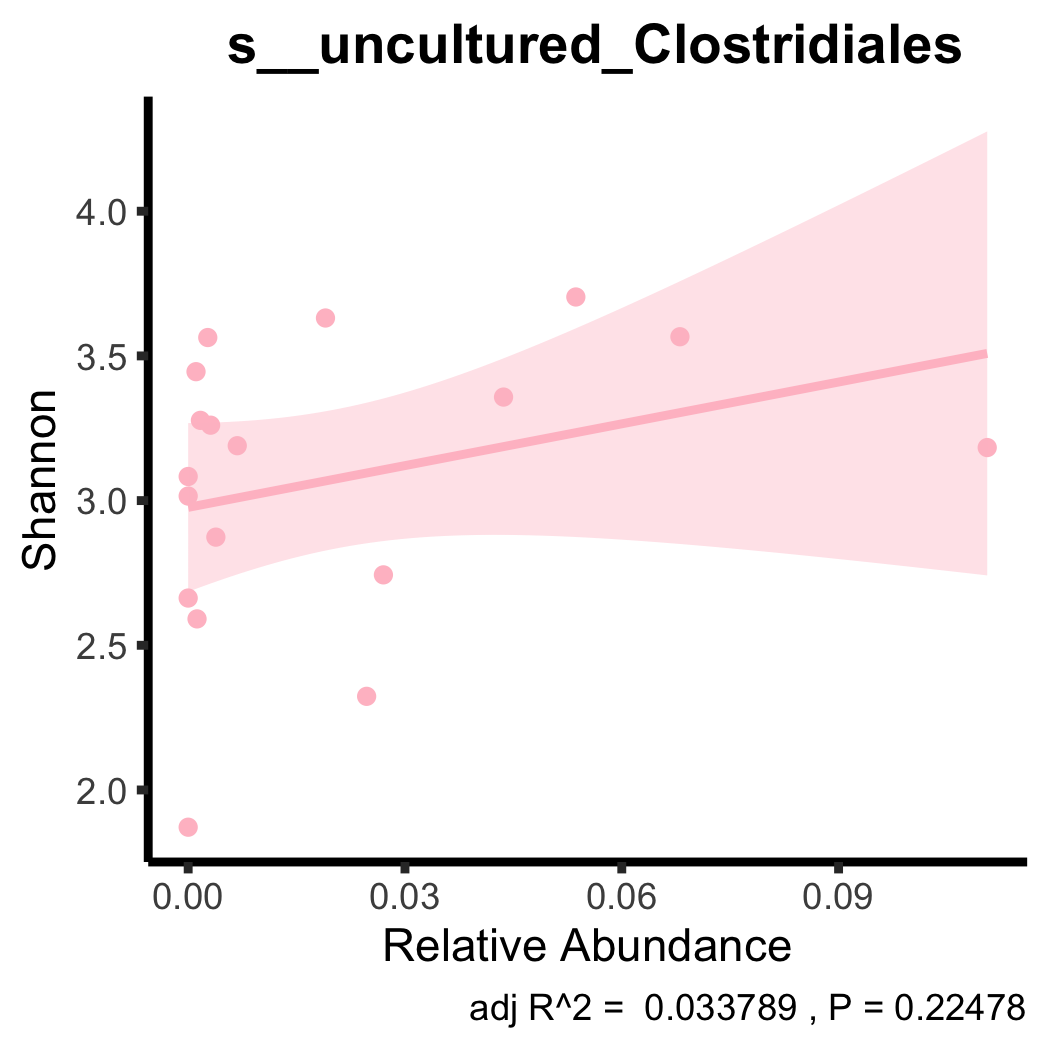 s__uncultured_Clostridiales
Shannon
4.0
3.5
3.0
2.5
2.0
0.00 0.03 0.06 0.09
Relative Abundance
adj R^2 =  0.033789 , P = 0.22478